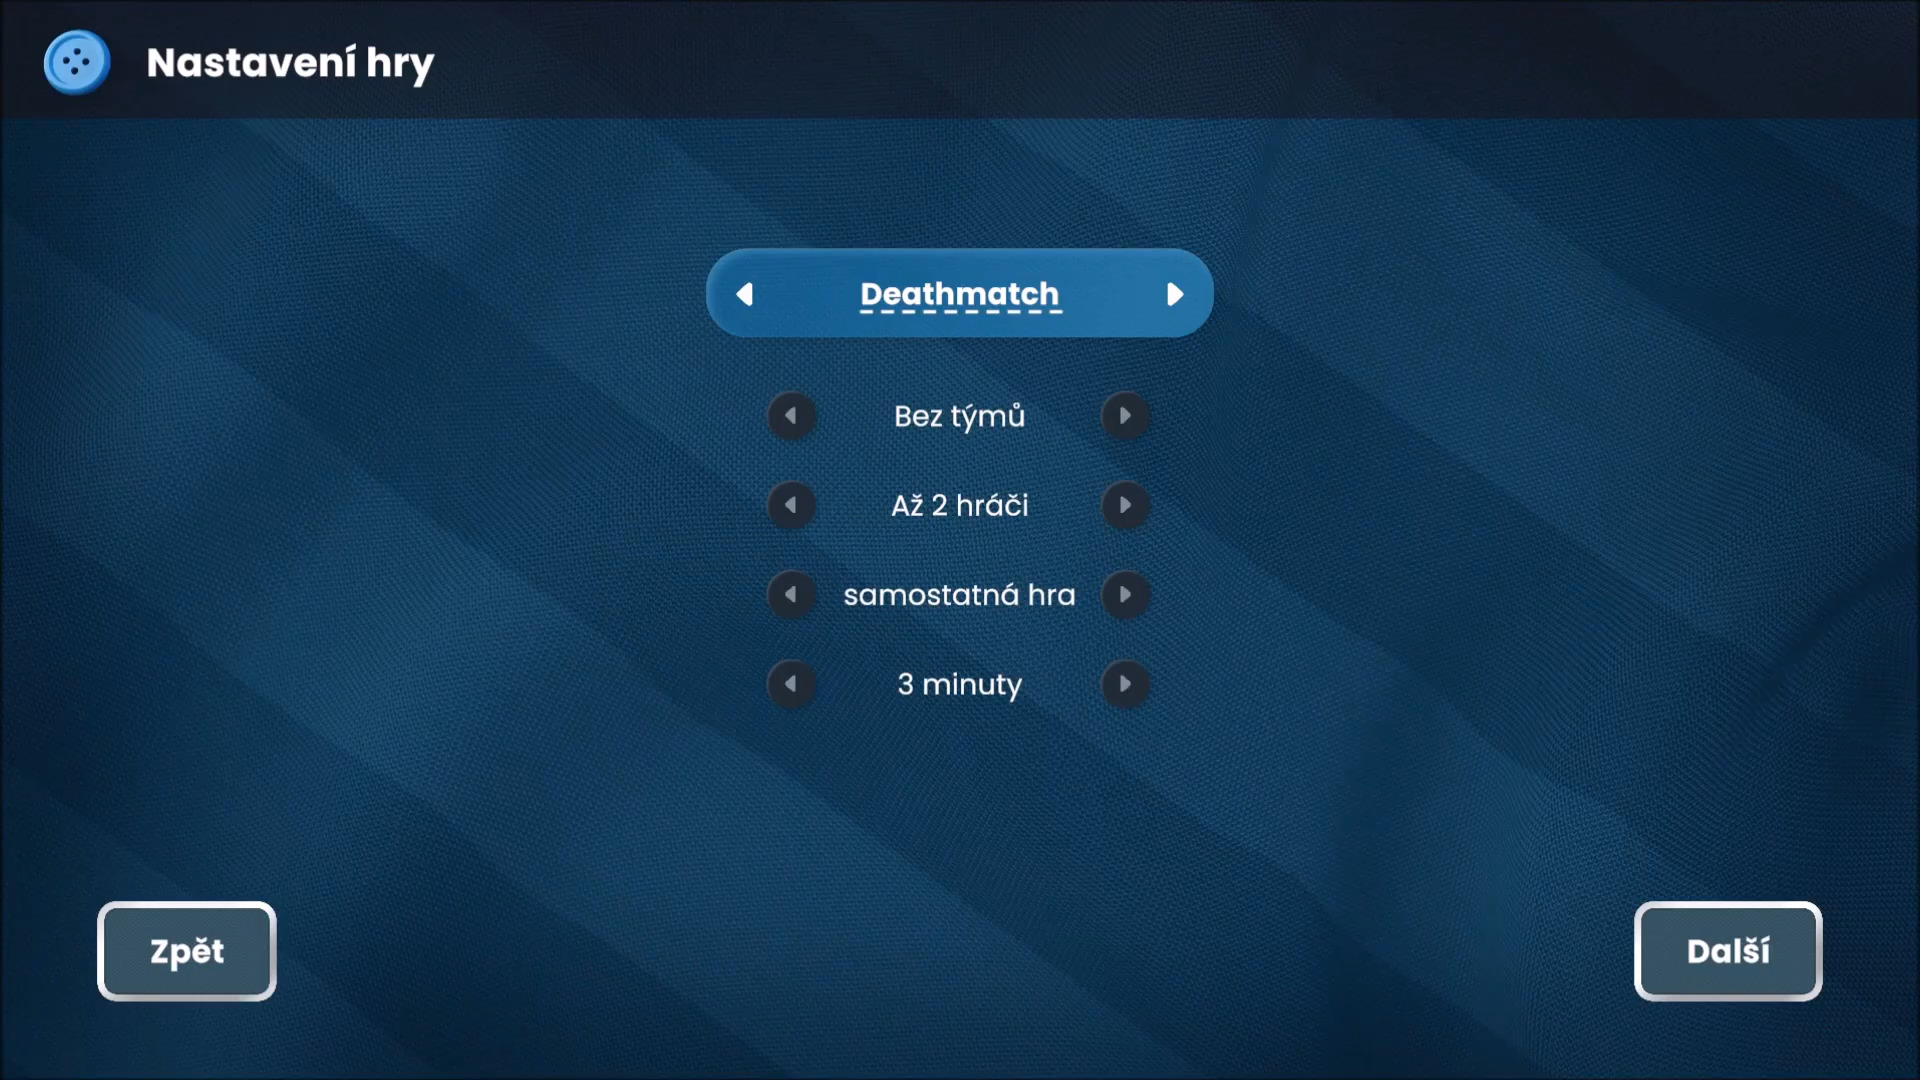 Nastavení hry
Deathmatch
Bez týmů
Až 2 hráči
samostatná hra
3 minuty
Zpět
Další